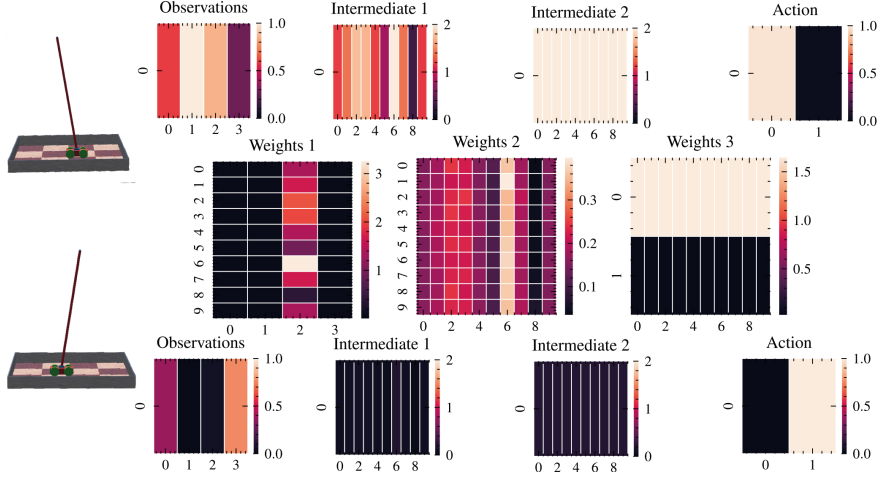 Observations
Intermediate 1
Intermediate 2
Action
0
0 1 2 3
0.0
0.5
1.0
0
0 2 4 6 8
0
1
2
0
0 2 4 6 8
0
1
2
0
0 1
0.0
0.5
1.0
Weights 1
Weights 2
Weights 3
0 1 2 3 4 5 6 7 8 9
0 1 2 3
1
2
3
0 1 2 3 4 5 6 7 8 9
0 2 4 6 8
0.1
0.2
0.3
0 1
0 2 4 6 8
0.5
1.0
1.5
Observations
Intermediate 1
Intermediate 2
Action
0
0 1 2 3
0.0
0.5
1.0
0
0 2 4 6 8
0
1
2
0
0 2 4 6 8
0
1
2
0
0 1
0.0
0.5
1.0